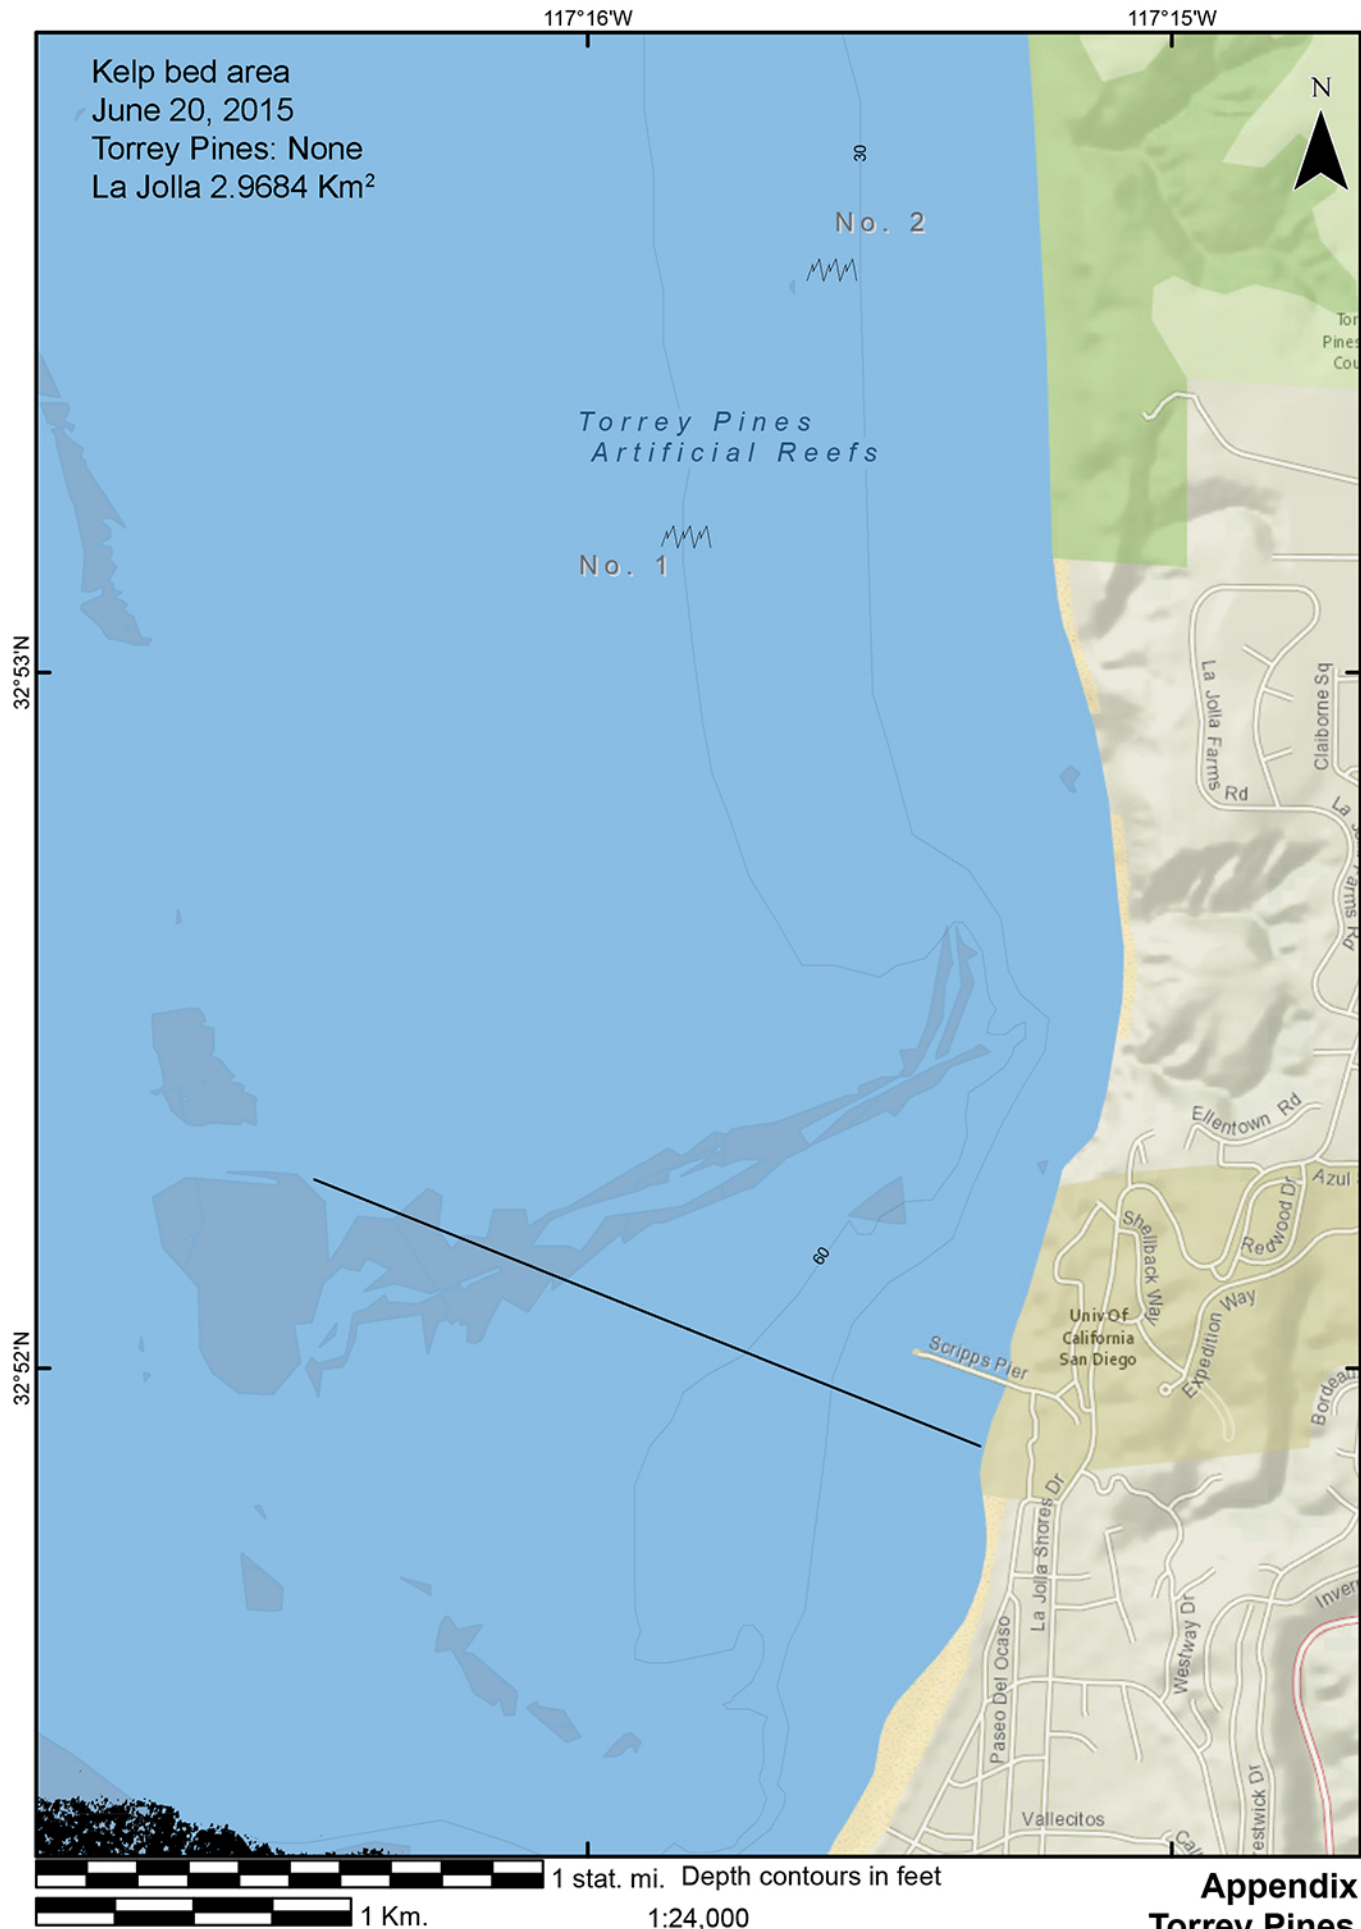 117°16'W
117°15'W
Kelp bed area
June 20, 2015
Torrey Pines: None
La Jolla 2.9684 Km²
N
30
No. 2
Torrey Pines
Artificial Reefs
No. 1
32°53'N
La Jolla Farms
Rd
Claiborne Sq
Farms Rd
Ellentown Rd
Azul
Redwood Dr
Shellback Way
Expedition Way
Univ Of
California
San Diego
Scripps Pier
60
32°52'N
La Jolla Shores Dr
Paseo Del Ocaso
Westway Dr
Vallecitos
1 stat. mi.
Depth contours in feet
1 Km.
1:24,000
Appendix
Torrey Pines